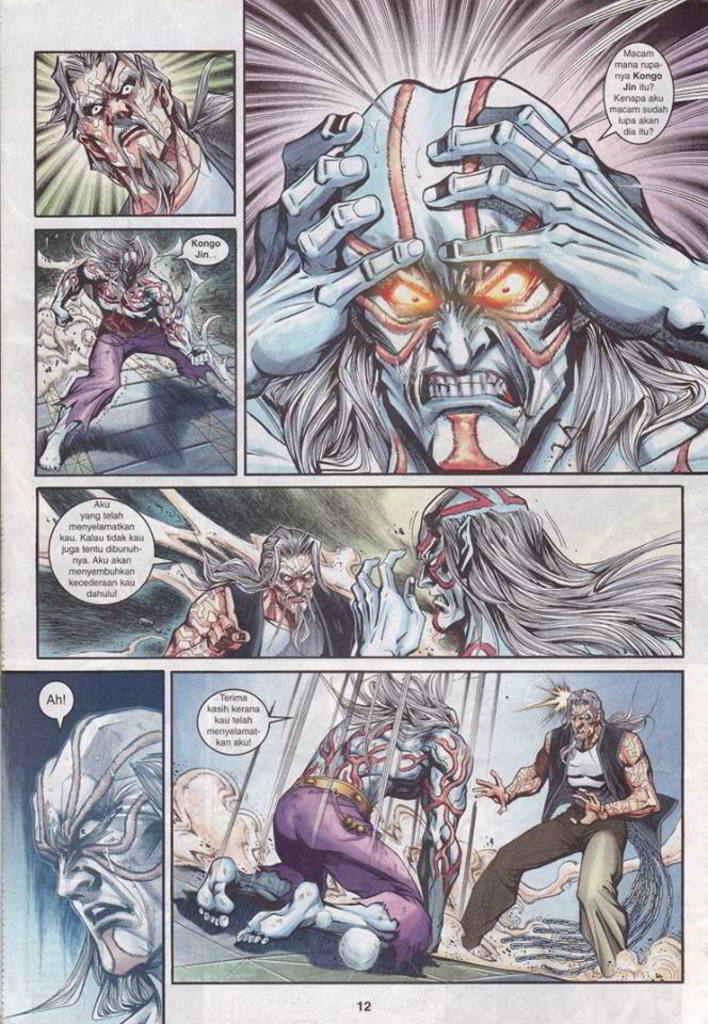 Kongo
Jin...
Macam
mana rupa-
nya Kongo
Jin itu?
Kenapa aku
macam sudah
lupa akan
dia itu?
Aku
yang telah
menyelamatkan
kau. Kalau tidak kau
juga tentu dibunuh-
nya. Aku akan
menyembuhkan
kecederaan kau
dahulu!
Ah!
Terima
kasih kerana
kau telah
menyelamat-
kan aku!
12